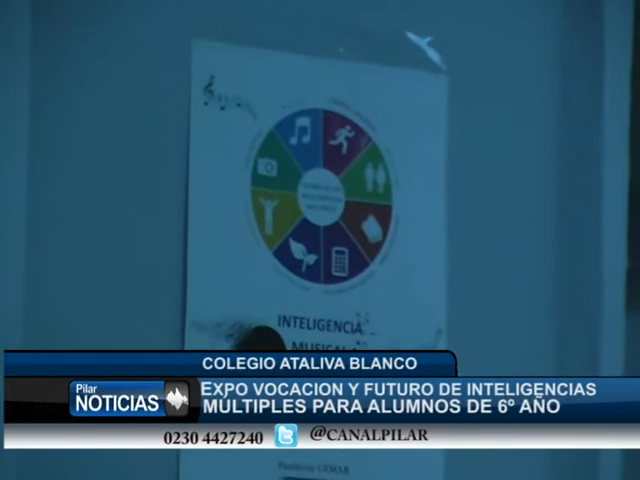 INTELIGENCIA
MUSICAL
COLEGIO ATALIVA BLANCO
Pilar
NOTICIAS
EXPO VOCACION Y FUTURO DE INTELIGENCIAS
MULTIPLES PARA ALUMNOS DE 6º AÑO
0230 4427240
@CANALPILAR